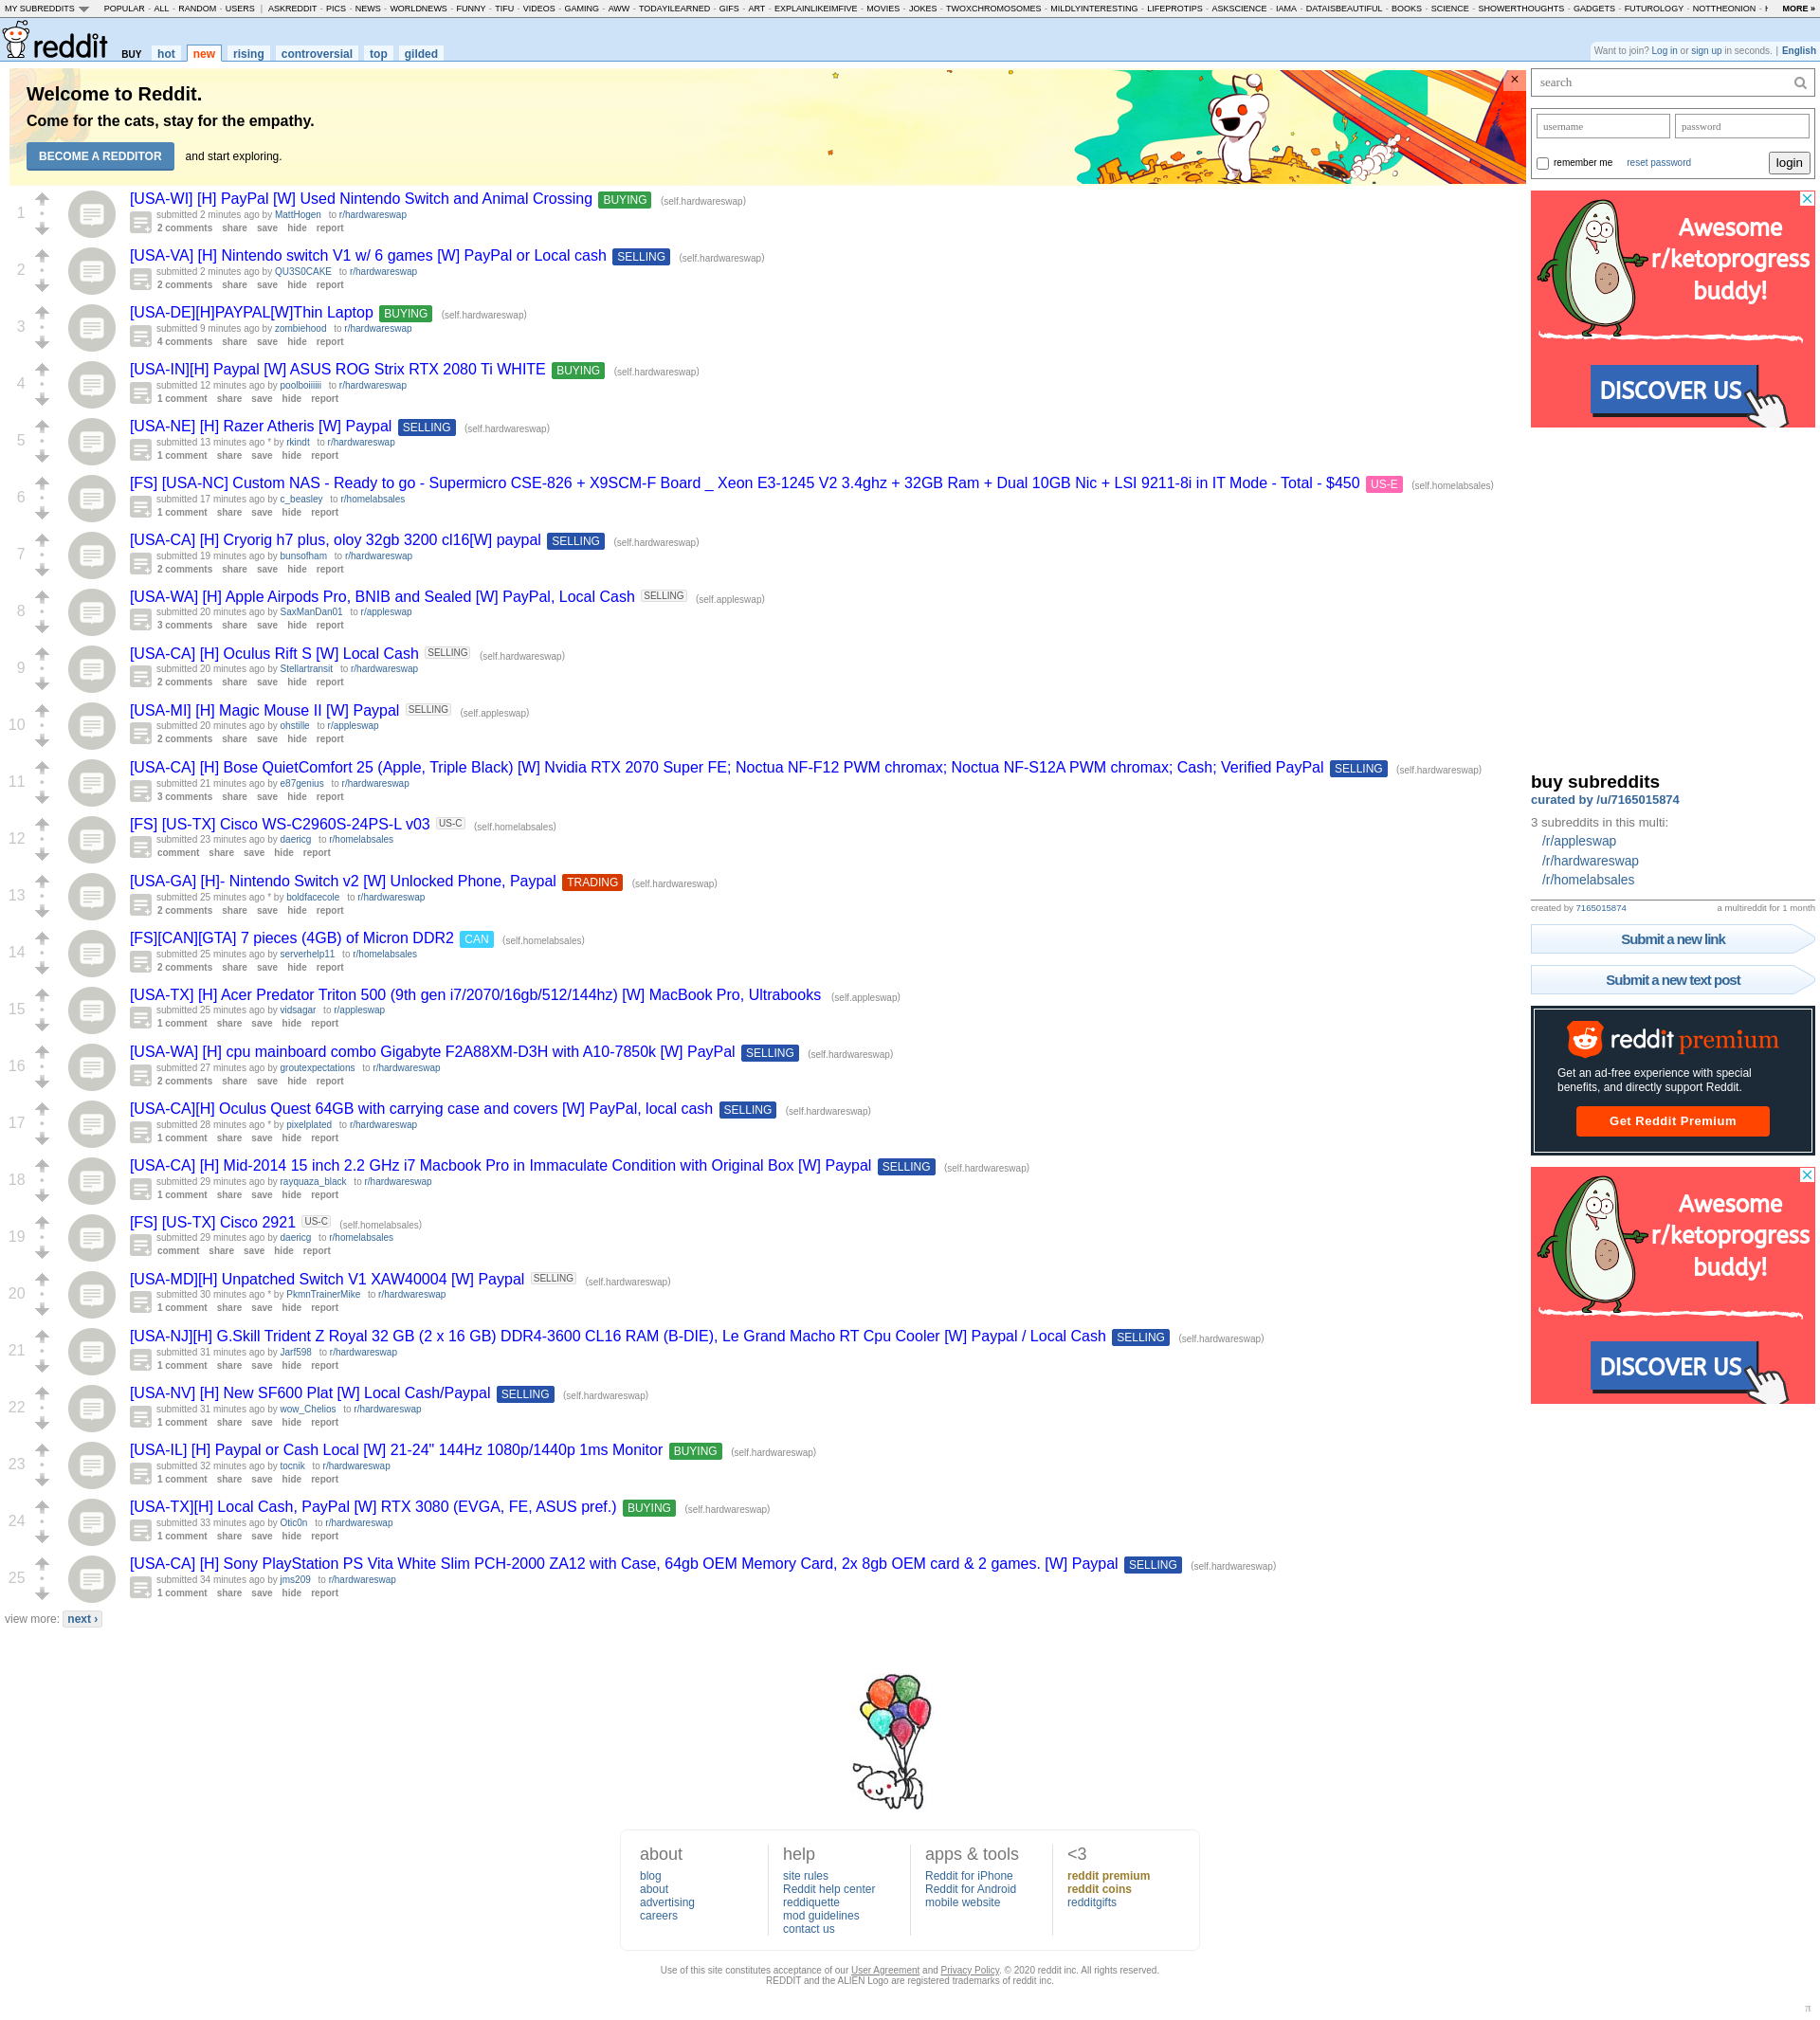 MY SUBREDDITS POPULAR - ALL - RANDOM - USERS | ASKREDDIT - PICS - NEWS - WORLDNEWS - FUNNY - TIFU - VIDEOS - GAMING - AWW - TODAYILEARNED - GIFS - ART - EXPLAINLIKEIMFIVE - MOVIES - JOKES - TWOXCHROMOSOMES - MILDLYINTERESTING - LIFEPROTIPS - ASKSCIENCE - IAMA - DATAISBEAUTIFUL - BOOKS - SCIENCE - SHOWERTHOUGHTS - GADGETS - FUTUROLOGY - NOTTHEONION - MORE »
reddit BUY hot new rising controversial top gilded
Want to join? Log in or sign up in seconds. | English
Welcome to Reddit.
Come for the cats, stay for the empathy.
BECOME A REDDITOR and start exploring.
×
1
[USA-WI] [H] PayPal [W] Used Nintendo Switch and Animal Crossing BUYING (self.hardwareswap)
submitted 2 minutes ago by MattHogen to r/hardwareswap
2 comments share save hide report
2
[USA-VA] [H] Nintendo switch V1 w/ 6 games [W] PayPal or Local cash SELLING (self.hardwareswap)
submitted 2 minutes ago by QU3S0CAKE to r/hardwareswap
2 comments share save hide report
3
[USA-DE][H]PAYPAL[W]Thin Laptop BUYING (self.hardwareswap)
submitted 9 minutes ago by zombiehood to r/hardwareswap
4 comments share save hide report
4
[USA-IN][H] Paypal [W] ASUS ROG Strix RTX 2080 Ti WHITE BUYING (self.hardwareswap)
submitted 12 minutes ago by poolboiiiiii to r/hardwareswap
1 comment share save hide report
5
[USA-NE] [H] Razer Atheris [W] Paypal SELLING (self.hardwareswap)
submitted 13 minutes ago * by rkindt to r/hardwareswap
1 comment share save hide report
6
[FS] [USA-NC] Custom NAS - Ready to go - Supermicro CSE-826 + X9SCM-F Board _ Xeon E3-1245 V2 3.4ghz + 32GB Ram + Dual 10GB Nic + LSI 9211-8i in IT Mode - Total - $450 US-E (self.homelabsales)
submitted 17 minutes ago by c_beasley to r/homelabsales
1 comment share save hide report
7
[USA-CA] [H] Cryorig h7 plus, oloy 32gb 3200 cl16[W] paypal SELLING (self.hardwareswap)
submitted 19 minutes ago by bunsofham to r/hardwareswap
2 comments share save hide report
8
[USA-WA] [H] Apple Airpods Pro, BNIB and Sealed [W] PayPal, Local Cash SELLING (self.appleswap)
submitted 20 minutes ago by SaxManDan01 to r/appleswap
3 comments share save hide report
9
[USA-CA] [H] Oculus Rift S [W] Local Cash SELLING (self.hardwareswap)
submitted 20 minutes ago by Stellartransit to r/hardwareswap
2 comments share save hide report
10
[USA-MI] [H] Magic Mouse II [W] Paypal SELLING (self.appleswap)
submitted 20 minutes ago by ohstille to r/appleswap
2 comments share save hide report
11
[USA-CA] [H] Bose QuietComfort 25 (Apple, Triple Black) [W] Nvidia RTX 2070 Super FE; Noctua NF-F12 PWM chromax; Noctua NF-S12A PWM chromax; Cash; Verified PayPal SELLING (self.hardwareswap)
submitted 21 minutes ago by e87genius to r/hardwareswap
3 comments share save hide report
12
[FS] [US-TX] Cisco WS-C2960S-24PS-L v03 US-C (self.homelabsales)
submitted 23 minutes ago by daericg to r/homelabsales
comment share save hide report
13
[USA-GA] [H]- Nintendo Switch v2 [W] Unlocked Phone, Paypal TRADING (self.hardwareswap)
submitted 25 minutes ago * by boldfacecole to r/hardwareswap
2 comments share save hide report
14
[FS][CAN][GTA] 7 pieces (4GB) of Micron DDR2 CAN (self.homelabsales)
submitted 25 minutes ago by serverhelp11 to r/homelabsales
2 comments share save hide report
15
[USA-TX] [H] Acer Predator Triton 500 (9th gen i7/2070/16gb/512/144hz) [W] MacBook Pro, Ultrabooks (self.appleswap)
submitted 25 minutes ago by vidsagar to r/appleswap
1 comment share save hide report
16
[USA-WA] [H] cpu mainboard combo Gigabyte F2A88XM-D3H with A10-7850k [W] PayPal SELLING (self.hardwareswap)
submitted 27 minutes ago by groutexpectations to r/hardwareswap
2 comments share save hide report
17
[USA-CA][H] Oculus Quest 64GB with carrying case and covers [W] PayPal, local cash SELLING (self.hardwareswap)
submitted 28 minutes ago * by pixelplated to r/hardwareswap
1 comment share save hide report
18
[USA-CA] [H] Mid-2014 15 inch 2.2 GHz i7 Macbook Pro in Immaculate Condition with Original Box [W] Paypal SELLING (self.hardwareswap)
submitted 29 minutes ago by rayquaza_black to r/hardwareswap
1 comment share save hide report
19
[FS] [US-TX] Cisco 2921 US-C (self.homelabsales)
submitted 29 minutes ago by daericg to r/homelabsales
comment share save hide report
20
[USA-MD][H] Unpatched Switch V1 XAW40004 [W] Paypal SELLING (self.hardwareswap)
submitted 30 minutes ago * by PkmnTrainerMike to r/hardwareswap
1 comment share save hide report
21
[USA-NJ][H] G.Skill Trident Z Royal 32 GB (2 x 16 GB) DDR4-3600 CL16 RAM (B-DIE), Le Grand Macho RT Cpu Cooler [W] Paypal / Local Cash SELLING (self.hardwareswap)
submitted 31 minutes ago by Jarf598 to r/hardwareswap
1 comment share save hide report
22
[USA-NV] [H] New SF600 Plat [W] Local Cash/Paypal SELLING (self.hardwareswap)
submitted 31 minutes ago by wow_Chelios to r/hardwareswap
1 comment share save hide report
23
[USA-IL] [H] Paypal or Cash Local [W] 21-24" 144Hz 1080p/1440p 1ms Monitor BUYING (self.hardwareswap)
submitted 32 minutes ago by tocnik to r/hardwareswap
1 comment share save hide report
24
[USA-TX][H] Local Cash, PayPal [W] RTX 3080 (EVGA, FE, ASUS pref.) BUYING (self.hardwareswap)
submitted 33 minutes ago by Otic0n to r/hardwareswap
1 comment share save hide report
25
[USA-CA] [H] Sony PlayStation PS Vita White Slim PCH-2000 ZA12 with Case, 64gb OEM Memory Card, 2x 8gb OEM card & 2 games. [W] Paypal SELLING (self.hardwareswap)
submitted 34 minutes ago by jms209 to r/hardwareswap
1 comment share save hide report
view more: next ›
search
username password
remember me reset password login
Awesome
r/ketoprogress
buddy!
DISCOVER US
buy subreddits
curated by /u/7165015874
3 subreddits in this multi:
/r/appleswap
/r/hardwareswap
/r/homelabsales
created by 7165015874 a multireddit for 1 month
Submit a new link
Submit a new text post
reddit premium
Get an ad-free experience with special
benefits, and directly support Reddit.
Get Reddit Premium
Awesome
r/ketoprogress
buddy!
DISCOVER US
about
blog
about
advertising
careers
help
site rules
Reddit help center
reddiquette
mod guidelines
contact us
apps & tools
Reddit for iPhone
Reddit for Android
mobile website
<3
reddit premium
reddit coins
redditgifts
Use of this site constitutes acceptance of our User Agreement and Privacy Policy. © 2020 reddit inc. All rights reserved.
REDDIT and the ALIEN Logo are registered trademarks of reddit inc.
π